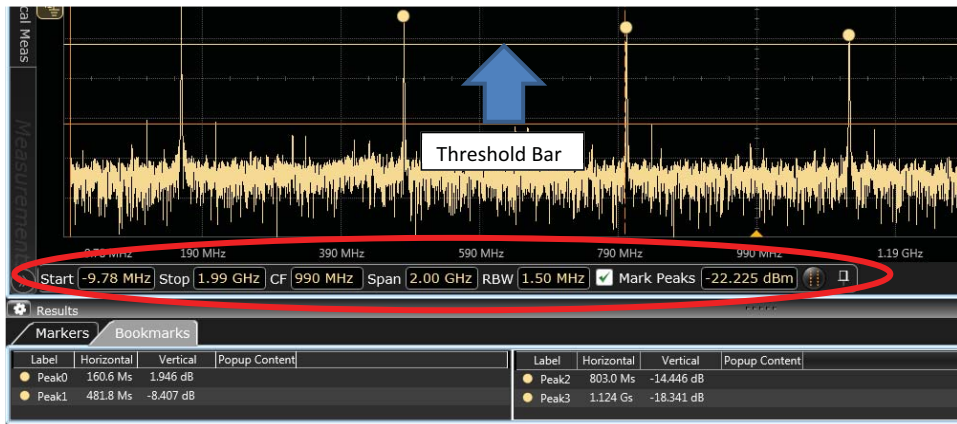 cal Meas
Measurement
Threshold Bar
-9.78 MHz 190 MHz 390 MHz 590 MHz 790 MHz 990 MHz 1.19 GHz
Start -9.78 MHz Stop 1.99 GHz CF 990 MHz Span 2.00 GHz RBW 1.50 MHz Mark Peaks -22.225 dBm
Results
Markers Bookmarks
Label Horizontal Vertical Popup Content
Peak0 160.6 Ms 1.946 dB
Peak1 481.8 Ms -8.407 dB
Label Horizontal Vertical Popup Content
Peak2 803.0 Ms -14.446 dB
Peak3 1.124 Gs -18.341 dB